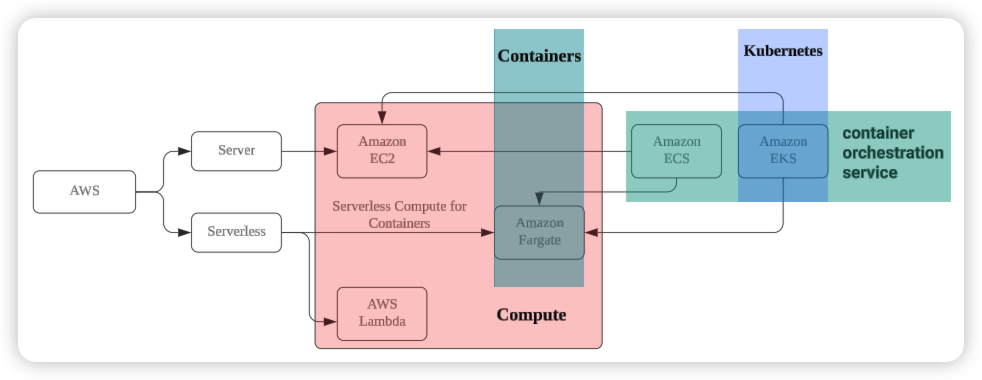 Containers
Kubernetes
Server
Amazon
EC2
Amazon
ECS
Amazon
EKS
container
orchestration
service
AWS
Serverless
Serverless Compute for
Containers
Amazon
Fargate
AWS
Lambda
Compute